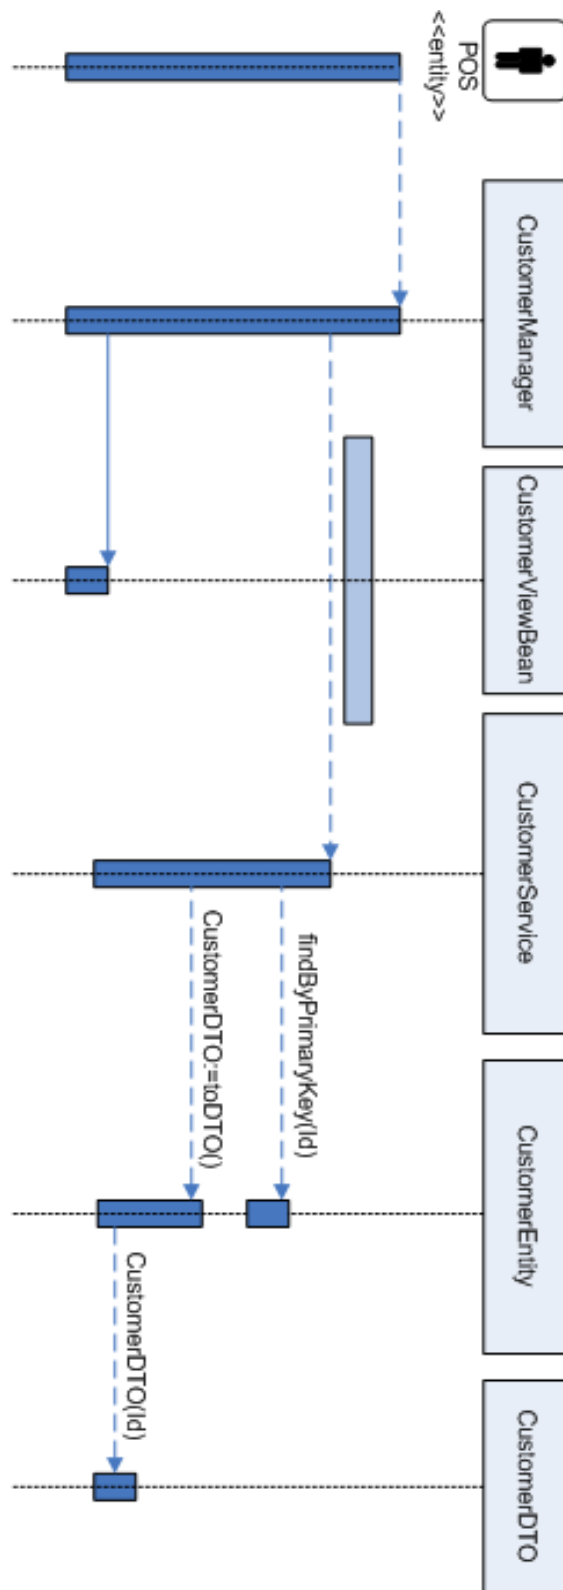 POS
<<entity>>
CustomerManager
CustomerViewBean
CustomerService
CustomerEntity
CustomerDTO
findByPrimaryKey(Id)
CustomerDTO:=toDTO()
CustomerDTO(Id)